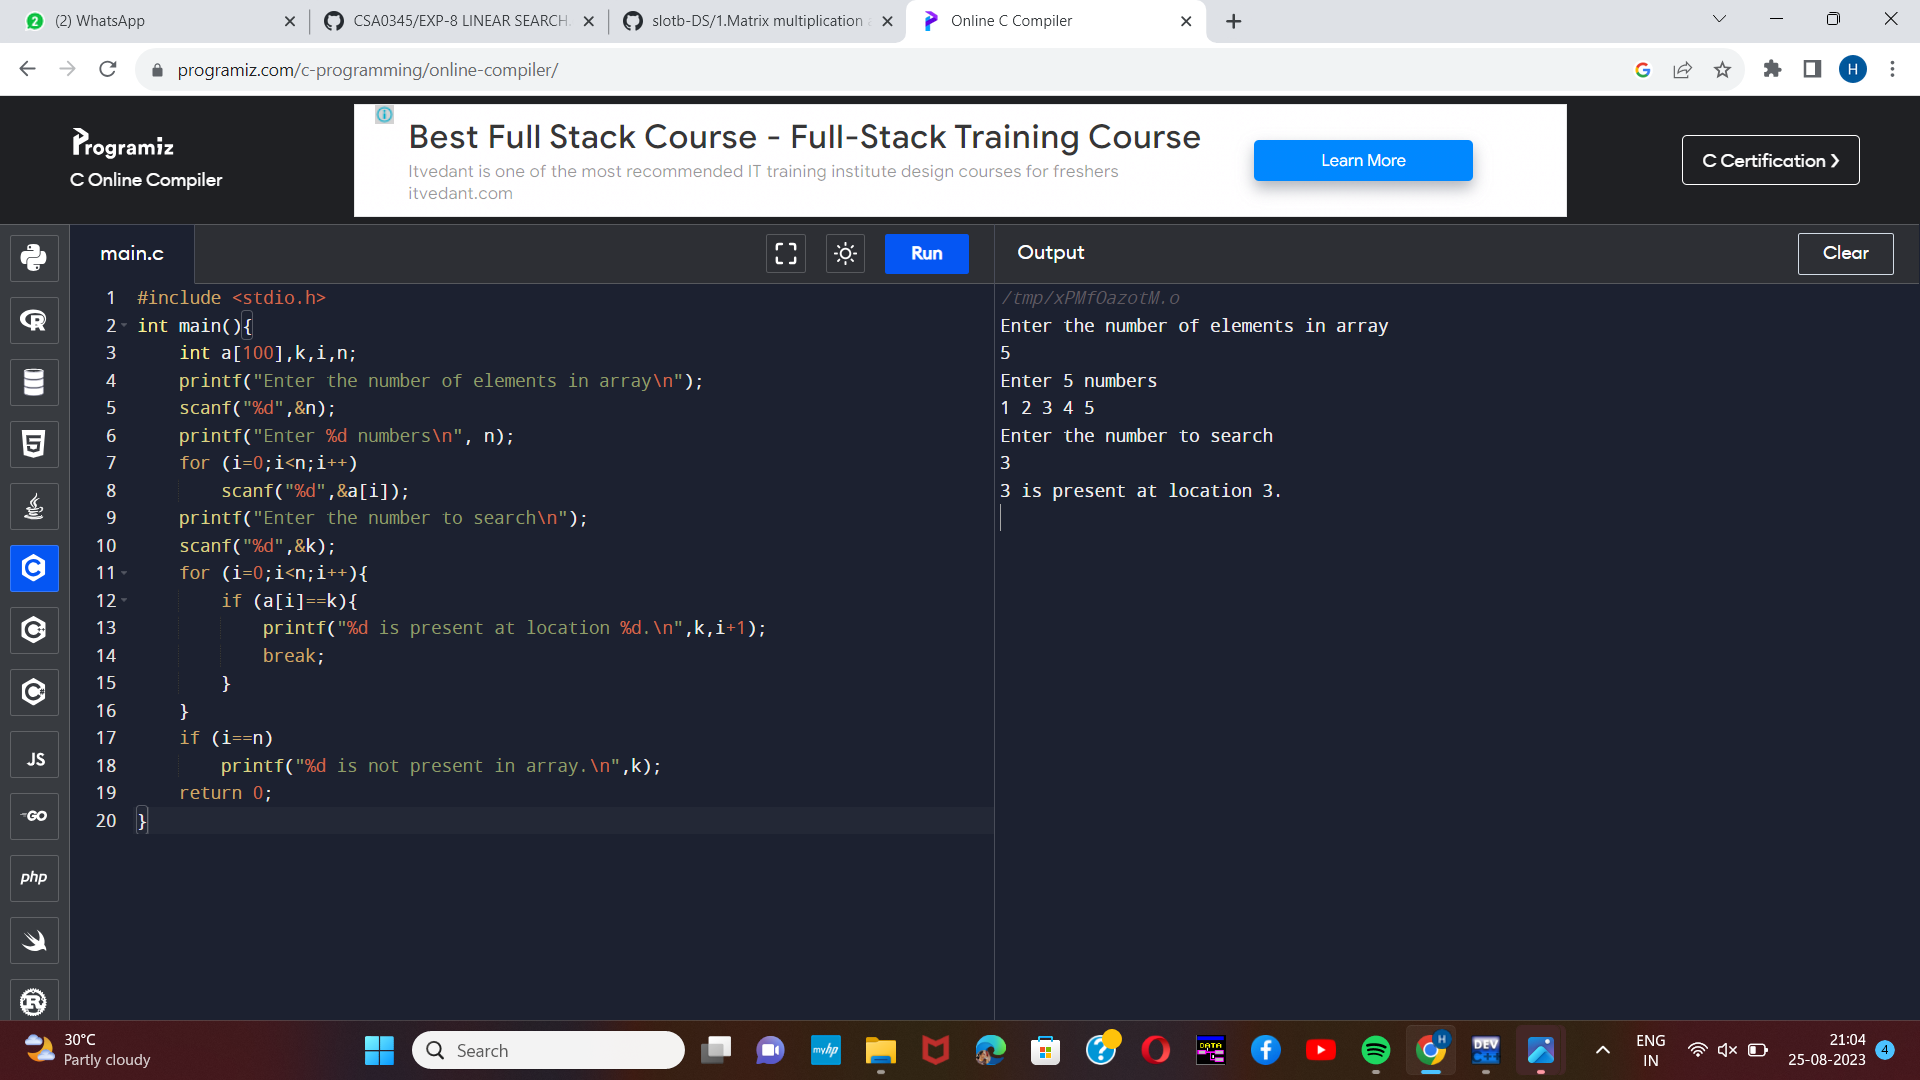 (2) WhatsApp
CSA0345/EXP-8 LINEAR SEARCH.
slotb-DS/1.Matrix multiplication
Online C Compiler
programiz.com/c-programming/online-compiler/
H
Programiz
C Online Compiler
Best Full Stack Course - Full-Stack Training Course
Itvedant is one of the most recommended IT training institute design courses for freshers
itvedant.com
Learn More
C Certification
main.c
Run
Output
Clear
1 #include <stdio.h>
2 int main(){
3 int a[100],k,i,n;
4 printf("Enter the number of elements in array\n");
5 scanf("%d",&n);
6 printf("Enter %d numbers\n", n);
7 for (i=0;i<n;i++)
8 scanf("%d",&a[i]);
9 printf("Enter the number to search\n");
10 scanf("%d",&k);
11 for (i=0;i<n;i++){
12 if (a[i]==k){
13 printf("%d is present at location %d.\n",k,i+1);
14 break;
15 }
16 }
17 if (i==n)
18 printf("%d is not present in array.\n",k);
19 return 0;
20 }
/tmp/xPMfOazotM.o
Enter the number of elements in array
5
Enter 5 numbers
1 2 3 4 5
Enter the number to search
3
3 is present at location 3.
JS
GO
php
30°C
Partly cloudy
Search
myhp
DATA
H
DEV
C++
ENG
IN
21:04
25-08-2023
4